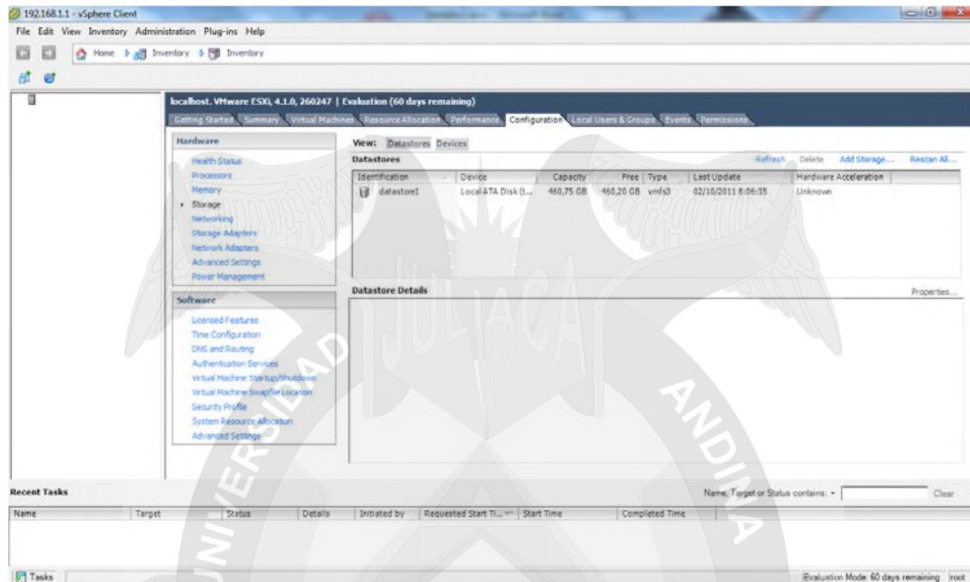 192.168.1.1 - vSphere Client
File Edit View Inventory Administration Plug-ins Help
Home Inventory Inventory
localhost. VMware ESXi, 4.1.0, 260247 | Evaluation (60 days remaining)
Getting Started Summary Virtual Machines Resource Allocation Performance Configuration Local Users & Groups Events Permissions
Hardware
Health Status
Processors
Memory
Storage
Networking
Storage Adapters
Network Adapters
Advanced Settings
Power Management
Software
Licensed Features
Time Configuration
DNS and Routing
Authentication Services
Virtual Machine Startup/Shutdown
Virtual Machine Swapfile Location
Security Profile
System Resource Allocation
Advanced Settings
View: Datastores Devices
Datastores
Refresh Delete Add Storage... Rescan All...
Identification Device Capacity Free Type Last Update Hardware Acceleration
datastore1 Local ATA Disk (t... 460,75 GB 460,20 GB vmfs3 02/10/2011 8:06:35 Unknown
Datastore Details Properties...
Recent Tasks
Name, Target or Status contains: Clear
Name Target Status Details Initiated by Requested Start Ti... Start Time Completed Time
Tasks
Evaluation Mode: 60 days remaining root
UNIVERSIDAD ANDINA
JULIACA